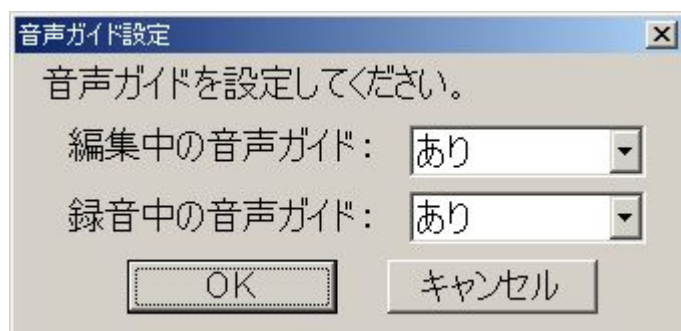 音声ガイド設定
音声ガイドを設定してください。
編集中の音声ガイド： あり
録音中の音声ガイド： あり
OK キャンセル